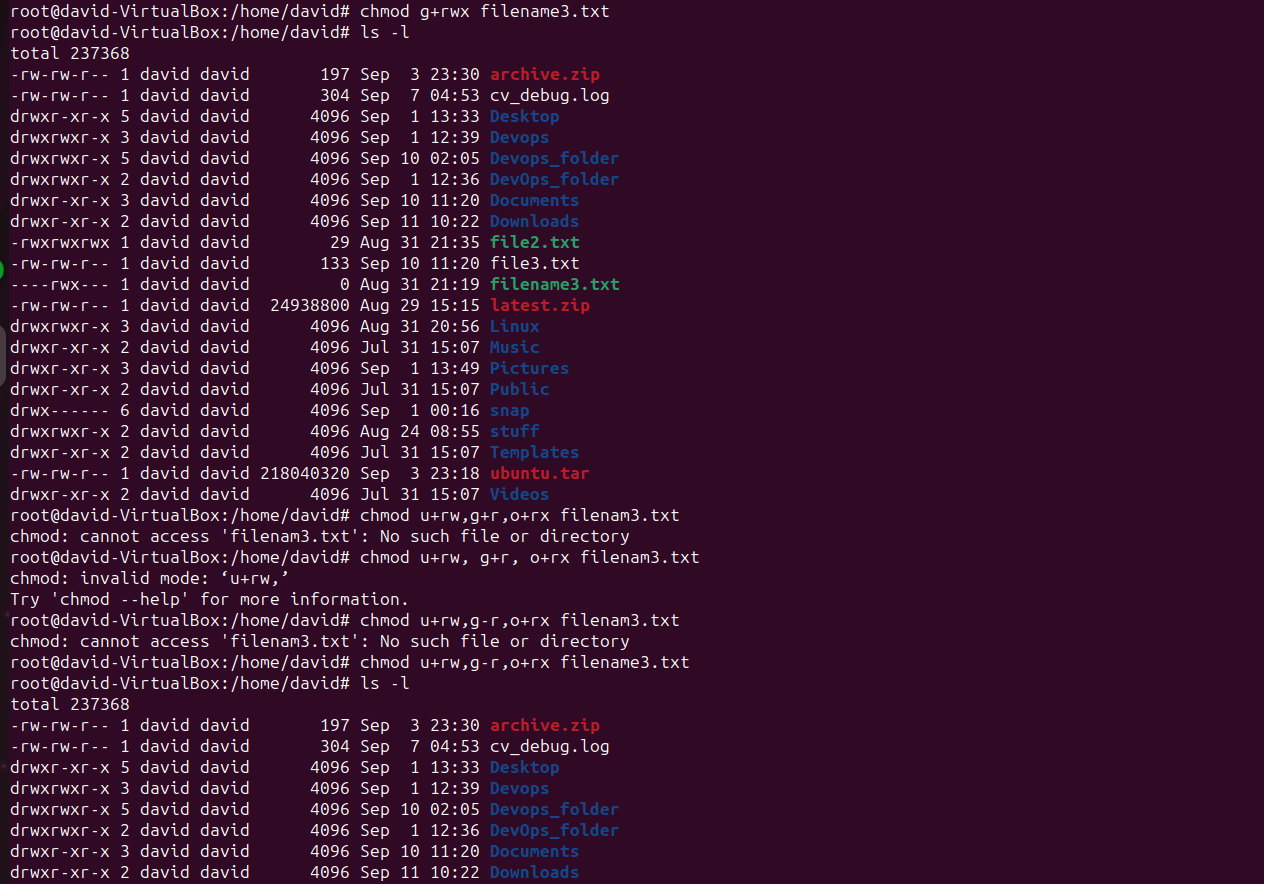 root@david-VirtualBox:/home/david# chmod g+rwx filename3.txt
root@david-VirtualBox:/home/david# ls -l
total 237368
-rw-rw-r-- 1 david david       197 Sep  3 23:30 archive.zip
-rw-rw-r-- 1 david david       304 Sep  7 04:53 cv_debug.log
drwxr-xr-x 5 david david      4096 Sep  1 13:33 Desktop
drwxrwxr-x 3 david david      4096 Sep  1 12:39 Devops
drwxrwxr-x 5 david david      4096 Sep 10 02:05 Devops_folder
drwxrwxr-x 2 david david      4096 Sep  1 12:36 DevOps_folder
drwxr-xr-x 3 david david      4096 Sep 10 11:20 Documents
drwxr-xr-x 2 david david      4096 Sep 11 10:22 Downloads
-rwxrwxrwx 1 david david        29 Aug 31 21:35 file2.txt
-rw-rw-r-- 1 david david       133 Sep 10 11:20 file3.txt
----rwx--- 1 david david         0 Aug 31 21:19 filename3.txt
-rw-rw-r-- 1 david david  24938800 Aug 29 15:15 latest.zip
drwxrwxr-x 3 david david      4096 Aug 31 20:56 Linux
drwxr-xr-x 2 david david      4096 Jul 31 15:07 Music
drwxr-xr-x 3 david david      4096 Sep  1 13:49 Pictures
drwxr-xr-x 2 david david      4096 Jul 31 15:07 Public
drwx------ 6 david david      4096 Sep  1 00:16 snap
drwxrwxr-x 2 david david      4096 Aug 24 08:55 stuff
drwxr-xr-x 2 david david      4096 Jul 31 15:07 Templates
-rw-rw-r-- 1 david david 218040320 Sep  3 23:18 ubuntu.tar
drwxr-xr-x 2 david david      4096 Jul 31 15:07 Videos
root@david-VirtualBox:/home/david# chmod u+rw,g+r,o+rx filenam3.txt
chmod: cannot access 'filenam3.txt': No such file or directory
root@david-VirtualBox:/home/david# chmod u+rw, g+r, o+rx filenam3.txt
chmod: invalid mode: ‘u+rw,’
Try 'chmod --help' for more information.
root@david-VirtualBox:/home/david# chmod u+rw,g-r,o+rx filenam3.txt
chmod: cannot access 'filenam3.txt': No such file or directory
root@david-VirtualBox:/home/david# chmod u+rw,g-r,o+rx filename3.txt
root@david-VirtualBox:/home/david# ls -l
total 237368
-rw-rw-r-- 1 david david       197 Sep  3 23:30 archive.zip
-rw-rw-r-- 1 david david       304 Sep  7 04:53 cv_debug.log
drwxr-xr-x 5 david david      4096 Sep  1 13:33 Desktop
drwxrwxr-x 3 david david      4096 Sep  1 12:39 Devops
drwxrwxr-x 5 david david      4096 Sep 10 02:05 Devops_folder
drwxrwxr-x 2 david david      4096 Sep  1 12:36 DevOps_folder
drwxr-xr-x 3 david david      4096 Sep 10 11:20 Documents
drwxr-xr-x 2 david david      4096 Sep 11 10:22 Downloads